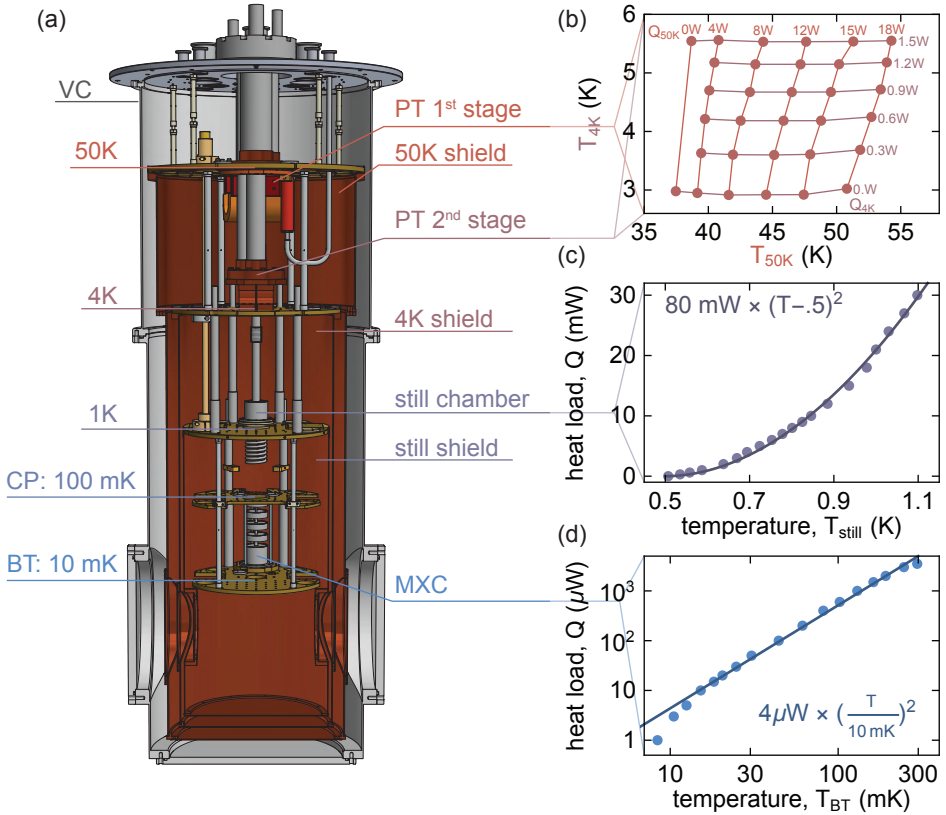 (a)
VC
50K
4K
1K
CP: 100 mK
BT: 10 mK
PT 1st stage
50K shield
PT 2nd stage
4K shield
still chamber
still shield
MXC
(b)
T4K (K)
6
5
4
3
Q50K 0W 4W 8W 12W 15W 18W
1.5W
1.2W
0.9W
0.6W
0.3W
0.W
Q4K
35 40 45 50 55
T50K (K)
(c)
heat load, Q (mW)
30
20
10
0
80 mW × (T–.5)2
0.5 0.7 0.9 1.1
temperature, Tstill (K)
(d)
heat load, Q (µW)
103
102
10
1
4µW × (T/10 mK)2
10 30 100 300
temperature, TBT (mK)